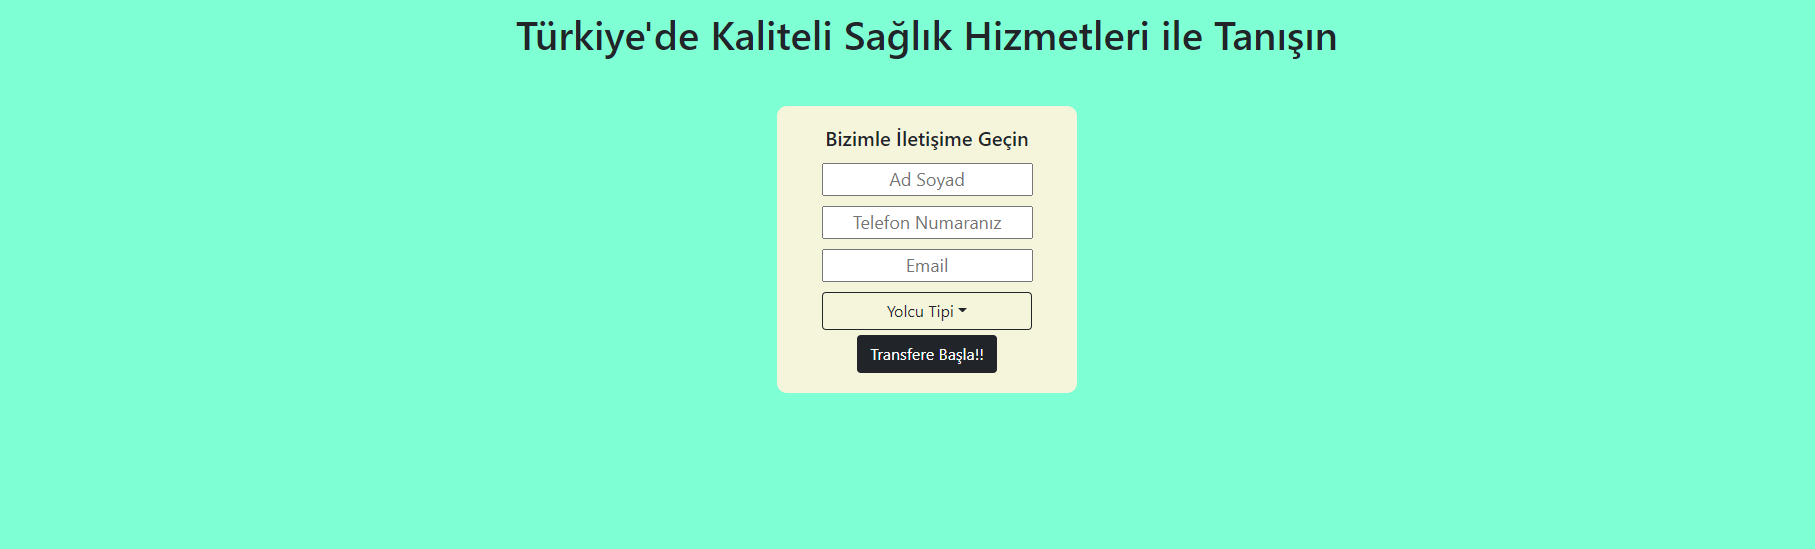 Türkiye'de Kaliteli Sağlık Hizmetleri ile Tanışın
Bizimle İletişime Geçin
Ad Soyad
Telefon Numaranız
Email
Yolcu Tipi
Transfere Başla!!